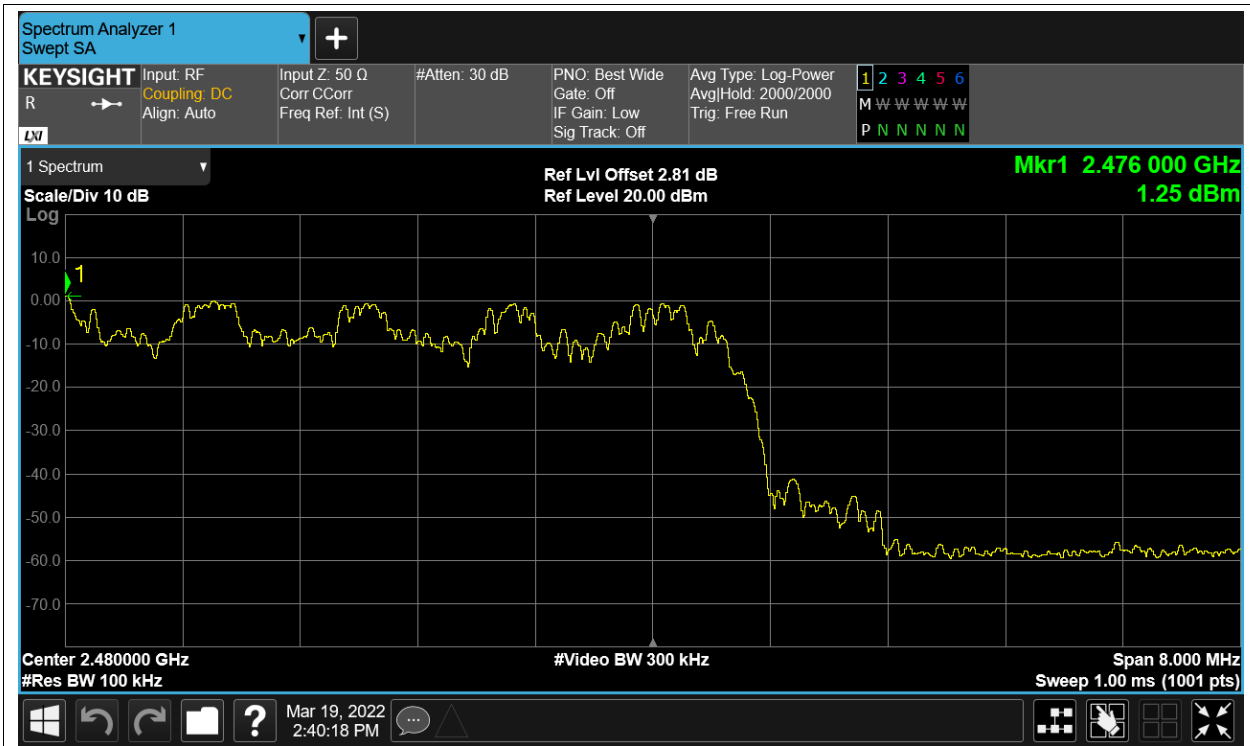 Spectrum Analyzer 1
Swept SA
KEYSIGHT
R
LXI
Input: RF
Coupling: DC
Align: Auto
Input Z: 50 Ω
Corr CCorr
Freq Ref: Int (S)
#Atten: 30 dB
PNO: Best Wide
Gate: Off
IF Gain: Low
Sig Track: Off
Avg Type: Log-Power
Avg|Hold: 2000/2000
Trig: Free Run
1 2 3 4 5 6
M W W W W W
P N N N N N
1 Spectrum
Scale/Div 10 dB
Log
Ref Lvl Offset 2.81 dB
Ref Level 20.00 dBm
Mkr1 2.476 000 GHz
1.25 dBm
1
10.0
0.00
-10.0
-20.0
-30.0
-40.0
-50.0
-60.0
-70.0
Center 2.480000 GHz
#Res BW 100 kHz
#Video BW 300 kHz
Span 8.000 MHz
Sweep 1.00 ms (1001 pts)
?
Mar 19, 2022
2:40:18 PM